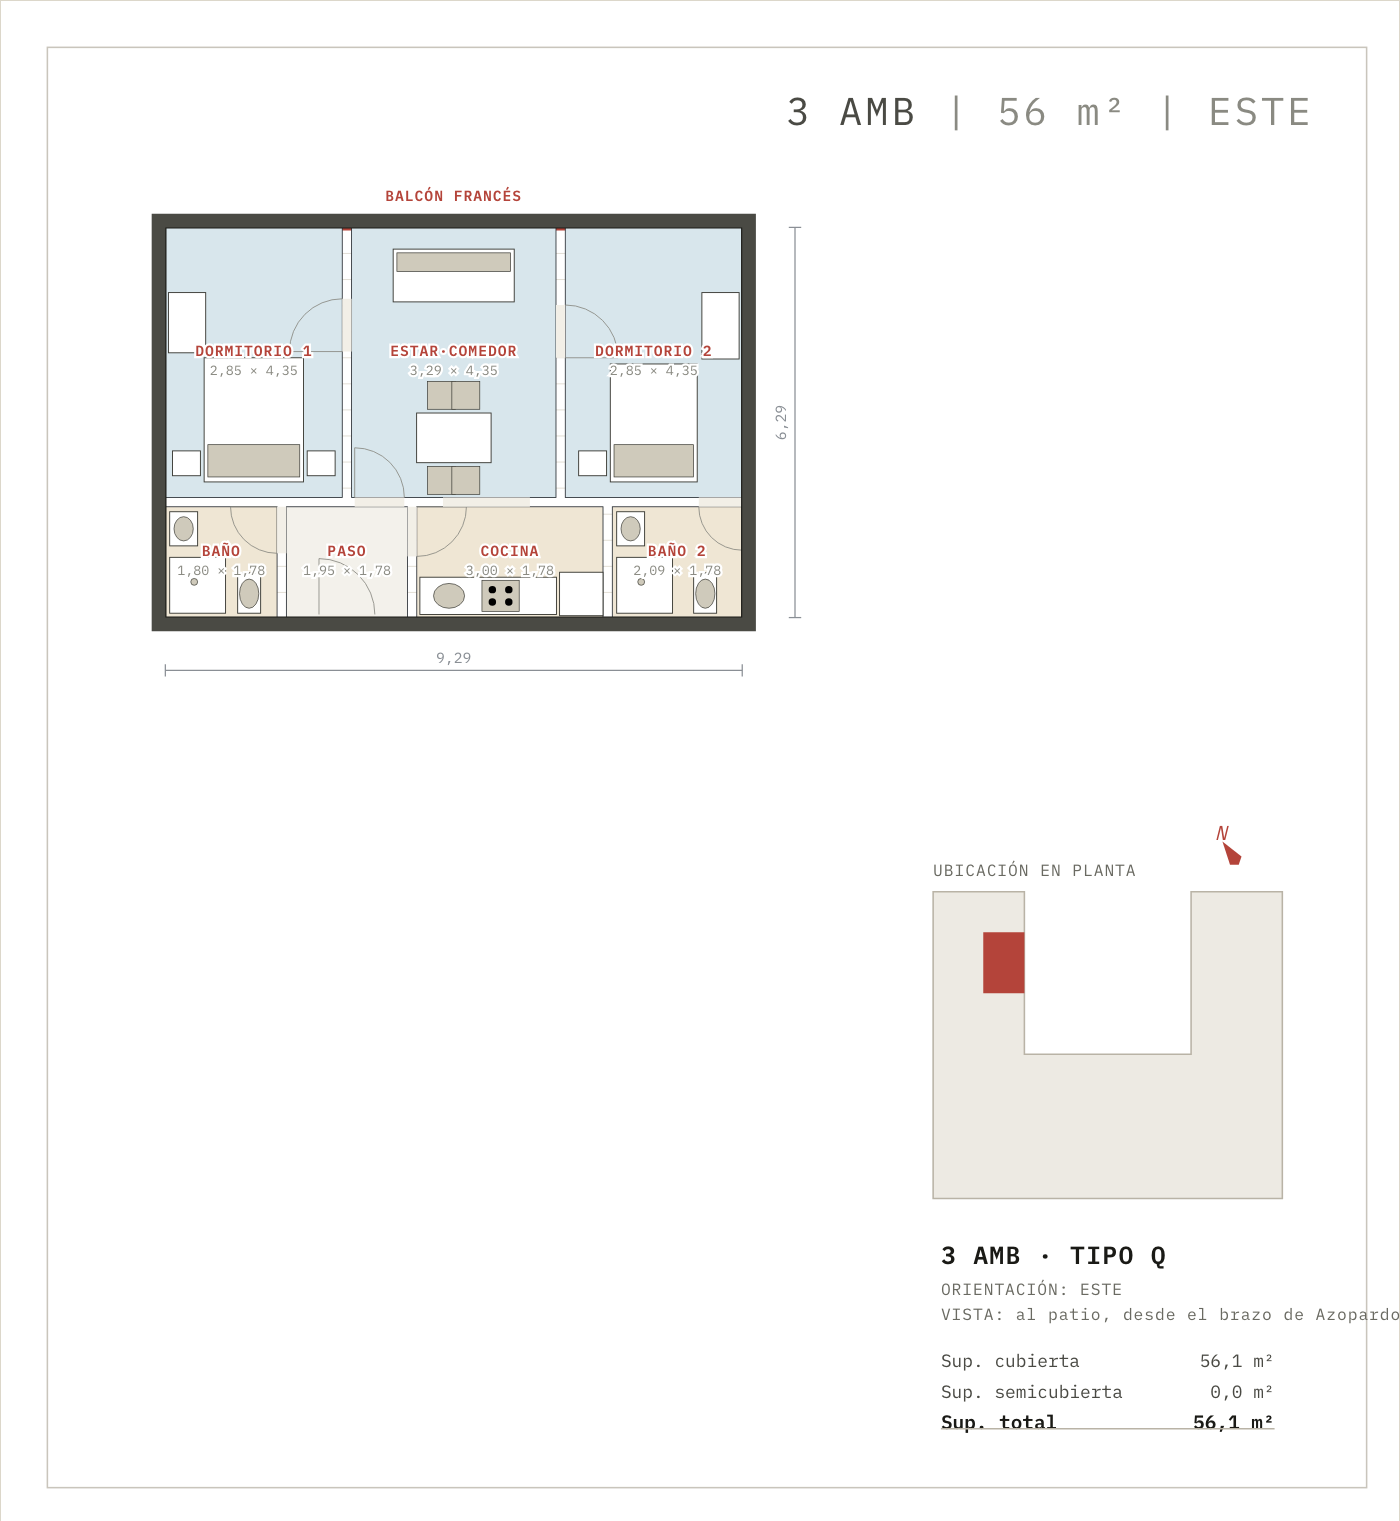 3 AMB | 56 m² | ESTE
BALCÓN FRANCÉS
DORMITORIO 1
2,85 × 4,35
ESTAR·COMEDOR
3,29 × 4,35
DORMITORIO 2
2,85 × 4,35
6,29
BAÑO
1,80 × 1,78
PASO
1,95 × 1,78
COCINA
3,00 × 1,78
BAÑO 2
2,09 × 1,78
9,29
N
UBICACIÓN EN PLANTA
3 AMB · TIPO Q
ORIENTACIÓN: ESTE
VISTA: al patio, desde el brazo de Azopardo
Sup. cubierta 56,1 m²
Sup. semicubierta 0,0 m²
Sup. total 56,1 m²